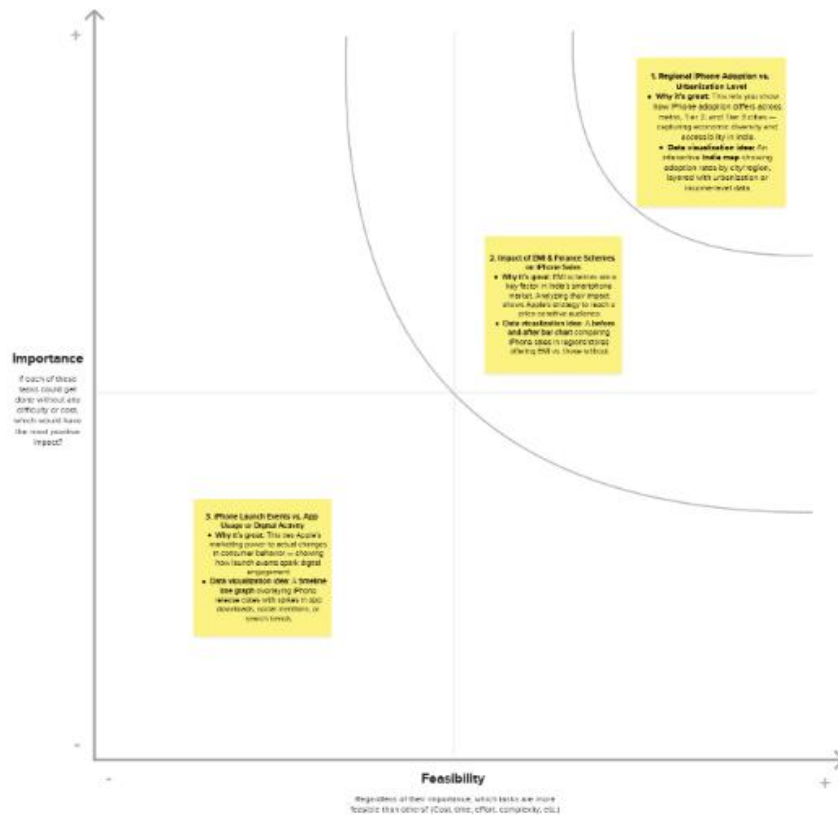 +
1. Regional iPhone Adoption vs.
Urbanization Level
• Why it's great: This lets you show
how iPhone adoption differs across
metro, Tier 2, and Tier 3 cities —
capturing economic diversity and
accessibility in India.
• Data visualization idea: An
interactive India map showing
adoption rates by city/region,
layered with urbanization or
income-level data.
2. Impact of EMI & Finance Schemes
on iPhone Sales
• Why it's great: EMI schemes are a
key factor in India's smartphone
market. Analyzing their impact
shows Apple's strategy to reach a
price-sensitive audience.
• Data visualization idea: A before
and after bar chart comparing
iPhone sales in regions/stores
offering EMI vs. those without.
Importance
If each of these
tasks could get
done without any
difficulty or cost,
which would have
the most positive
impact?
3. iPhone Launch Events vs. App
Usage or Digital Activity
• Why it's great: This ties Apple's
marketing power to actual changes
in consumer behavior — showing
how launch events spark digital
engagement.
• Data visualization idea: A timeline
line graph overlaying iPhone
release dates with spikes in app
downloads, social mentions, or
search trends.
-
-
Feasibility
+
Regardless of their importance, which tasks are more
feasible than others? (Cost, time, effort, complexity, etc.)